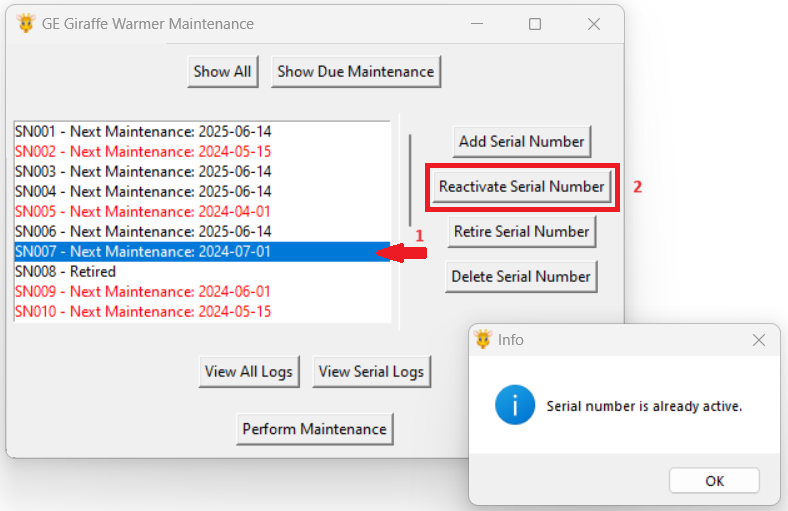 GE Giraffe Warmer Maintenance
Show All
Show Due Maintenance
SN001 - Next Maintenance: 2025-06-14
SN002 - Next Maintenance: 2024-05-15
SN003 - Next Maintenance: 2025-06-14
SN004 - Next Maintenance: 2025-06-14
SN005 - Next Maintenance: 2024-04-01
SN006 - Next Maintenance: 2025-06-14
SN007 - Next Maintenance: 2024-07-01
SN008 - Retired
SN009 - Next Maintenance: 2024-06-01
SN010 - Next Maintenance: 2024-05-15
1
Add Serial Number
Reactivate Serial Number
2
Retire Serial Number
Delete Serial Number
View All Logs
View Serial Logs
Perform Maintenance
Info
i
Serial number is already active.
OK